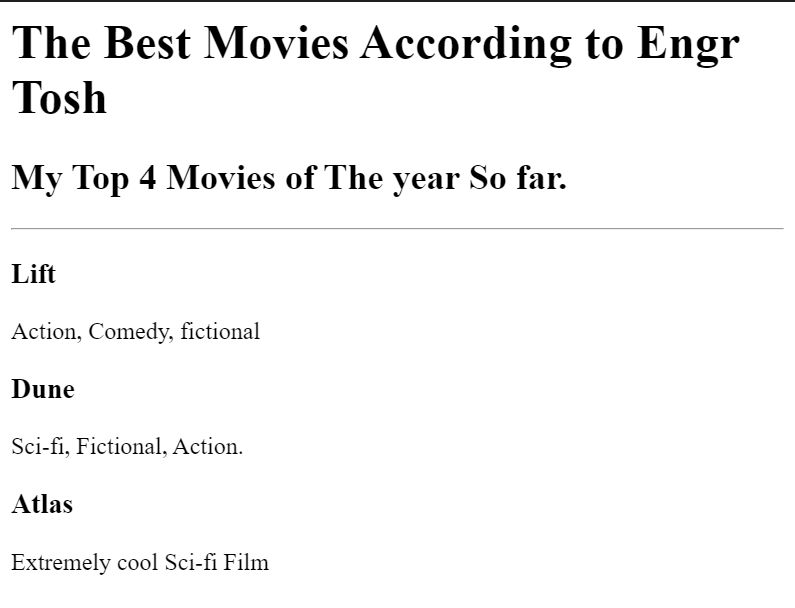 The Best Movies According to Engr
Tosh
My Top 4 Movies of The year So far.
Lift
Action, Comedy, fictional
Dune
Sci-fi, Fictional, Action.
Atlas
Extremely cool Sci-fi Film